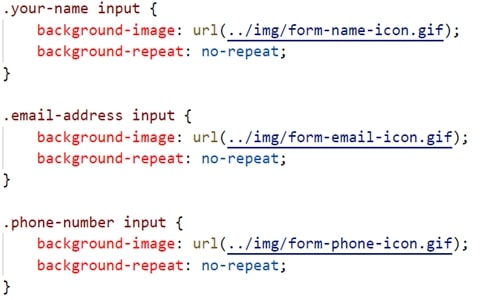 .your-name input {
    background-image: url(../img/form-name-icon.gif);
    background-repeat: no-repeat;
}
.email-address input {
    background-image: url(../img/form-email-icon.gif);
    background-repeat: no-repeat;
}
.phone-number input {
    background-image: url(../img/form-phone-icon.gif);
    background-repeat: no-repeat;
}